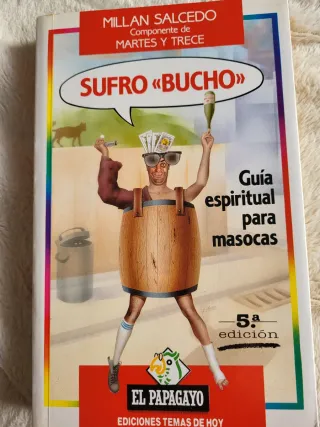 MILLAN SALCEDO
Componente de
MARTES Y TRECE
SUFRO «BUCHO»
Guía
espiritual
para
masocas
5.ª
edición
EL PAPAGAYO
EDICIONES TEMAS DE HOY